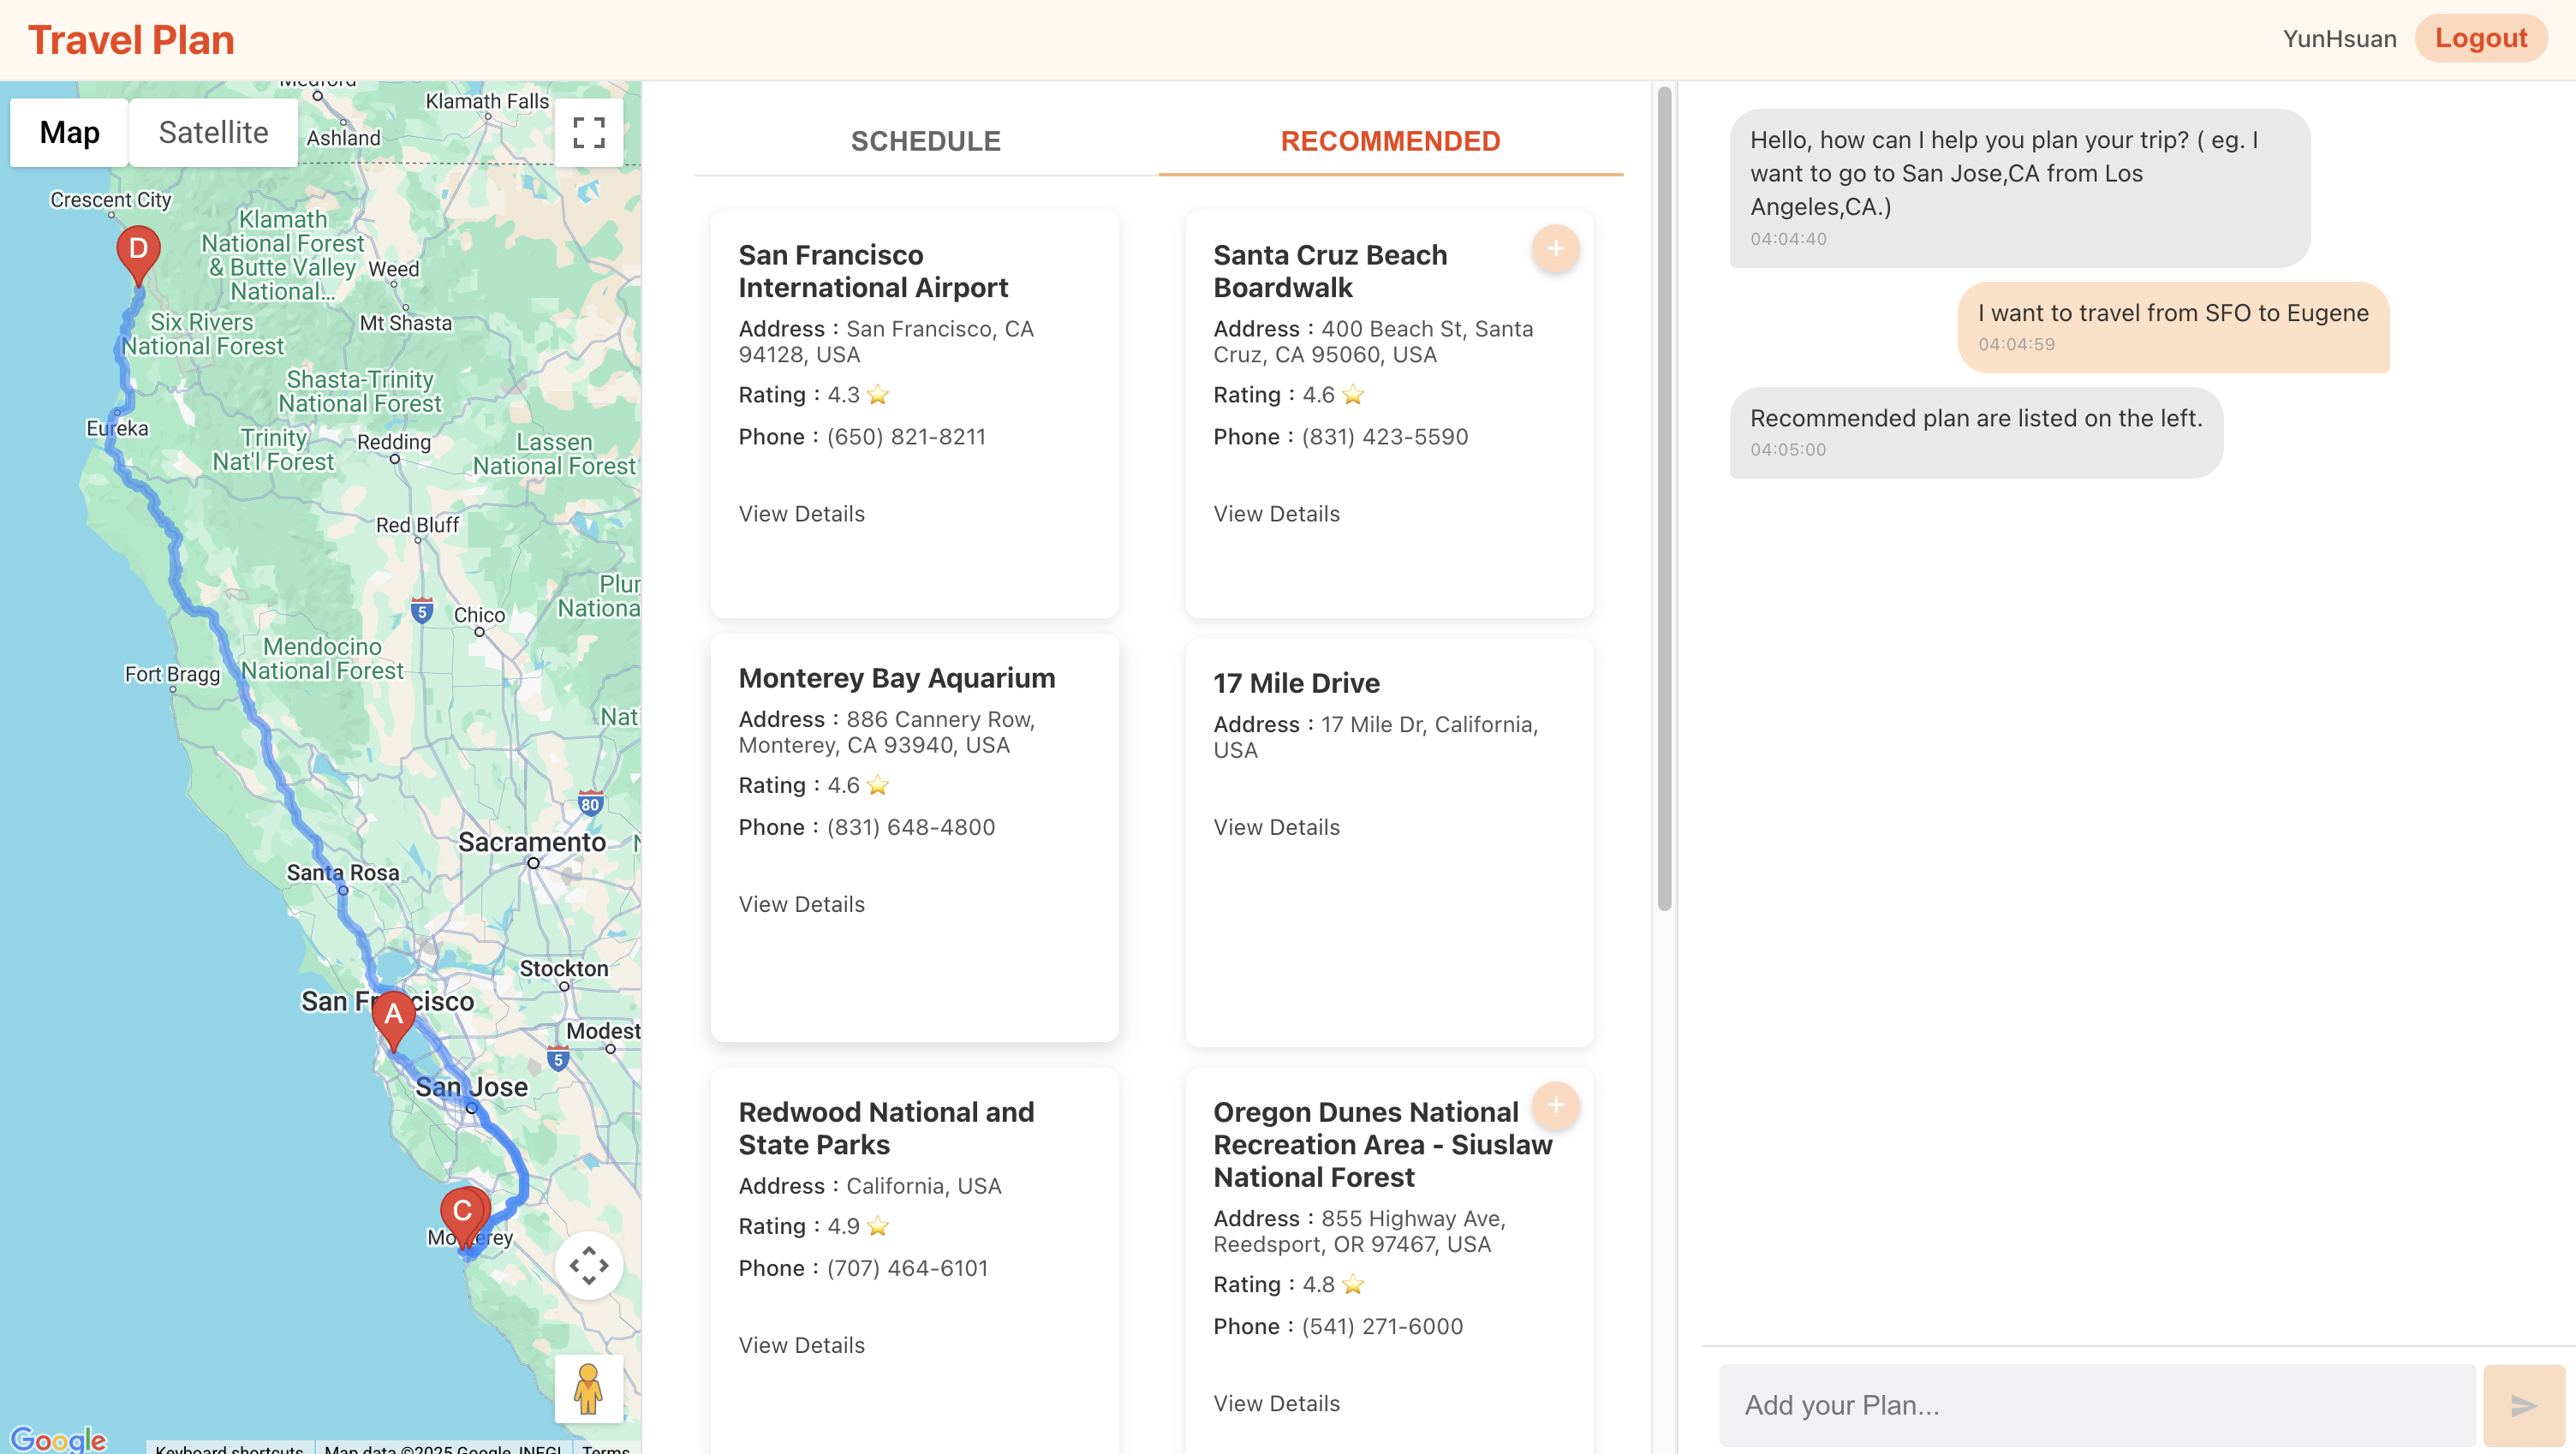 Travel Plan
YunHsuan
Logout
Map
Satellite
Medford
Klamath Falls
Ashland
Crescent City
Klamath
National Forest
& Butte Valley
National...
Weed
D
Six Rivers
National Forest
Mt Shasta
Shasta-Trinity
National Forest
Eureka
Trinity
Nat'l Forest
Redding
Lassen
National Forest
Red Bluff
Plur
Nationa
5
Chico
Mendocino
National Forest
Fort Bragg
Nat
80
Sacramento
Santa Rosa
Stockton
San Francisco
A
Modest
5
San Jose
C
Monterey
Google
Keyboard shortcuts
Map data ©2025 Google, INEGI
Terms
SCHEDULE
RECOMMENDED
San Francisco
International Airport
Address : San Francisco, CA
94128, USA
Rating : 4.3
Phone : (650) 821-8211
View Details
Santa Cruz Beach
Boardwalk
+
Address : 400 Beach St, Santa
Cruz, CA 95060, USA
Rating : 4.6
Phone : (831) 423-5590
View Details
Monterey Bay Aquarium
Address : 886 Cannery Row,
Monterey, CA 93940, USA
Rating : 4.6
Phone : (831) 648-4800
View Details
17 Mile Drive
Address : 17 Mile Dr, California,
USA
View Details
Redwood National and
State Parks
Address : California, USA
Rating : 4.9
Phone : (707) 464-6101
View Details
Oregon Dunes National
Recreation Area - Siuslaw
National Forest
+
Address : 855 Highway Ave,
Reedsport, OR 97467, USA
Rating : 4.8
Phone : (541) 271-6000
View Details
Hello, how can I help you plan your trip? ( eg. I
want to go to San Jose,CA from Los
Angeles,CA.)
04:04:40
I want to travel from SFO to Eugene
04:04:59
Recommended plan are listed on the left.
04:05:00
Add your Plan...